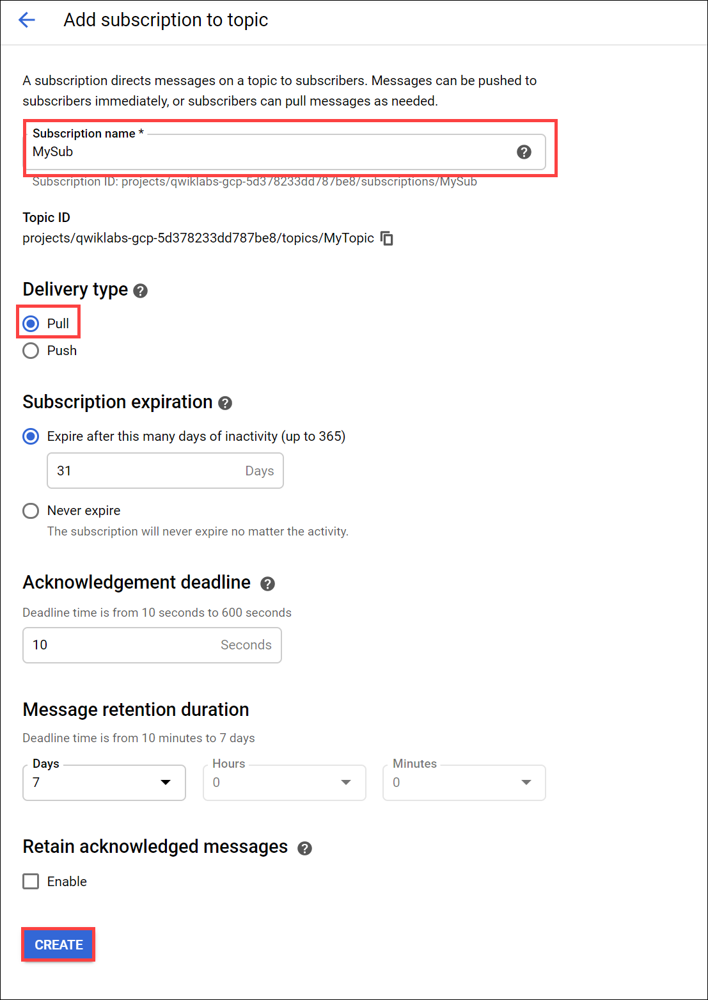 Add subscription to topic
A subscription directs messages on a topic to subscribers. Messages can be pushed to
subscribers immediately, or subscribers can pull messages as needed.
Subscription name *
MySub
Subscription ID: projects/qwiklabs-gcp-5d378233dd787be8/subscriptions/MySub
Topic ID
projects/qwiklabs-gcp-5d378233dd787be8/topics/MyTopic
Delivery type
Pull
Push
Subscription expiration
Expire after this many days of inactivity (up to 365)
31 Days
Never expire
The subscription will never expire no matter the activity.
Acknowledgement deadline
Deadline time is from 10 seconds to 600 seconds
10 Seconds
Message retention duration
Deadline time is from 10 minutes to 7 days
Days Hours Minutes
7 0 0
Retain acknowledged messages
Enable
CREATE